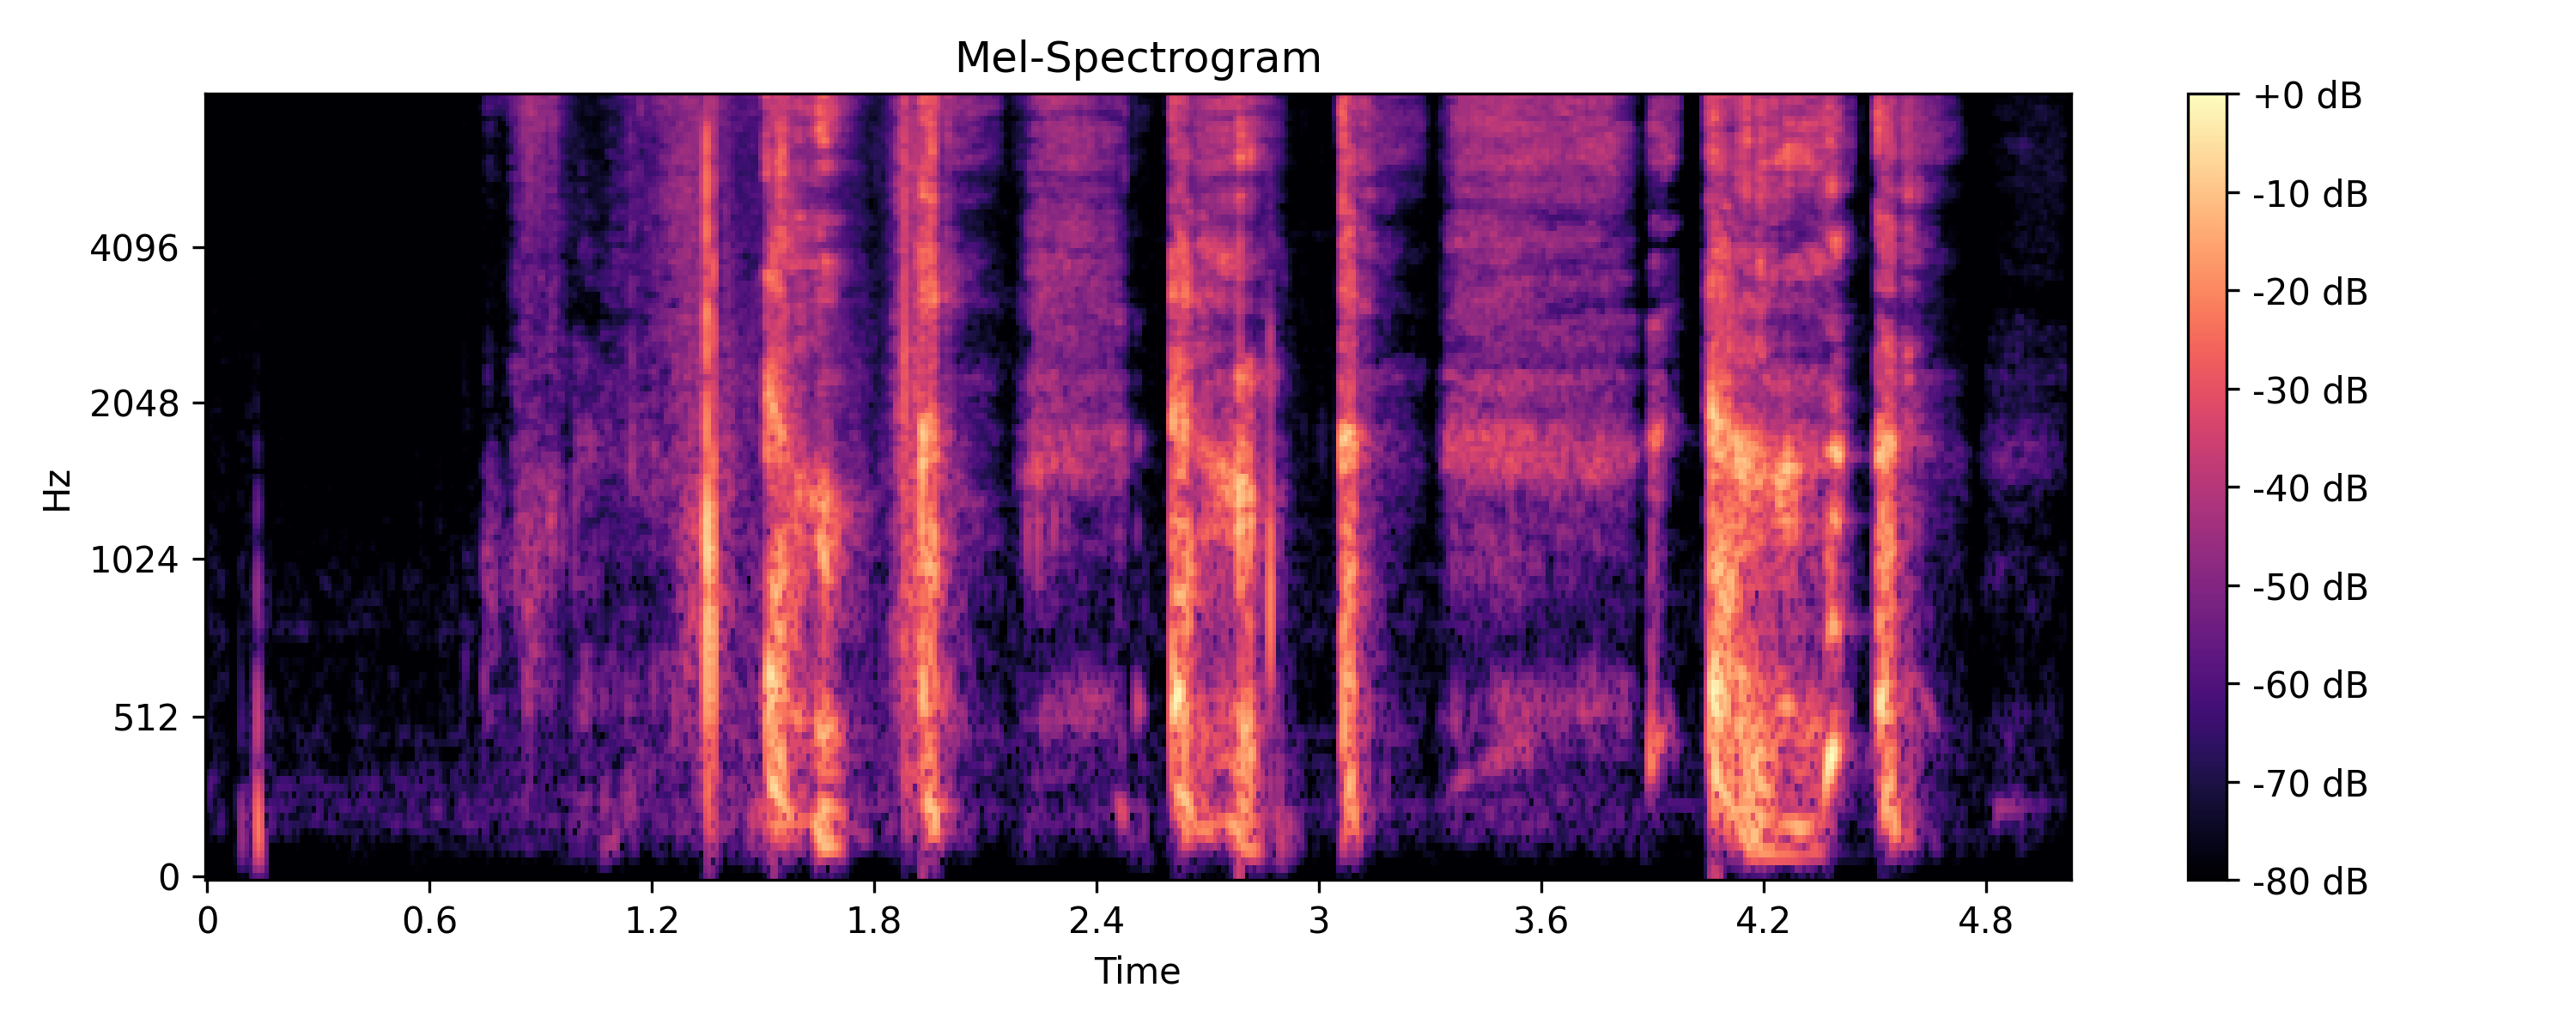 Mel-Spectrogram
+0 dB
-10 dB
-20 dB
-30 dB
-40 dB
-50 dB
-60 dB
-70 dB
-80 dB
4096
2048
1024
512
0
Hz
0 0.6 1.2 1.8 2.4 3 3.6 4.2 4.8
Time